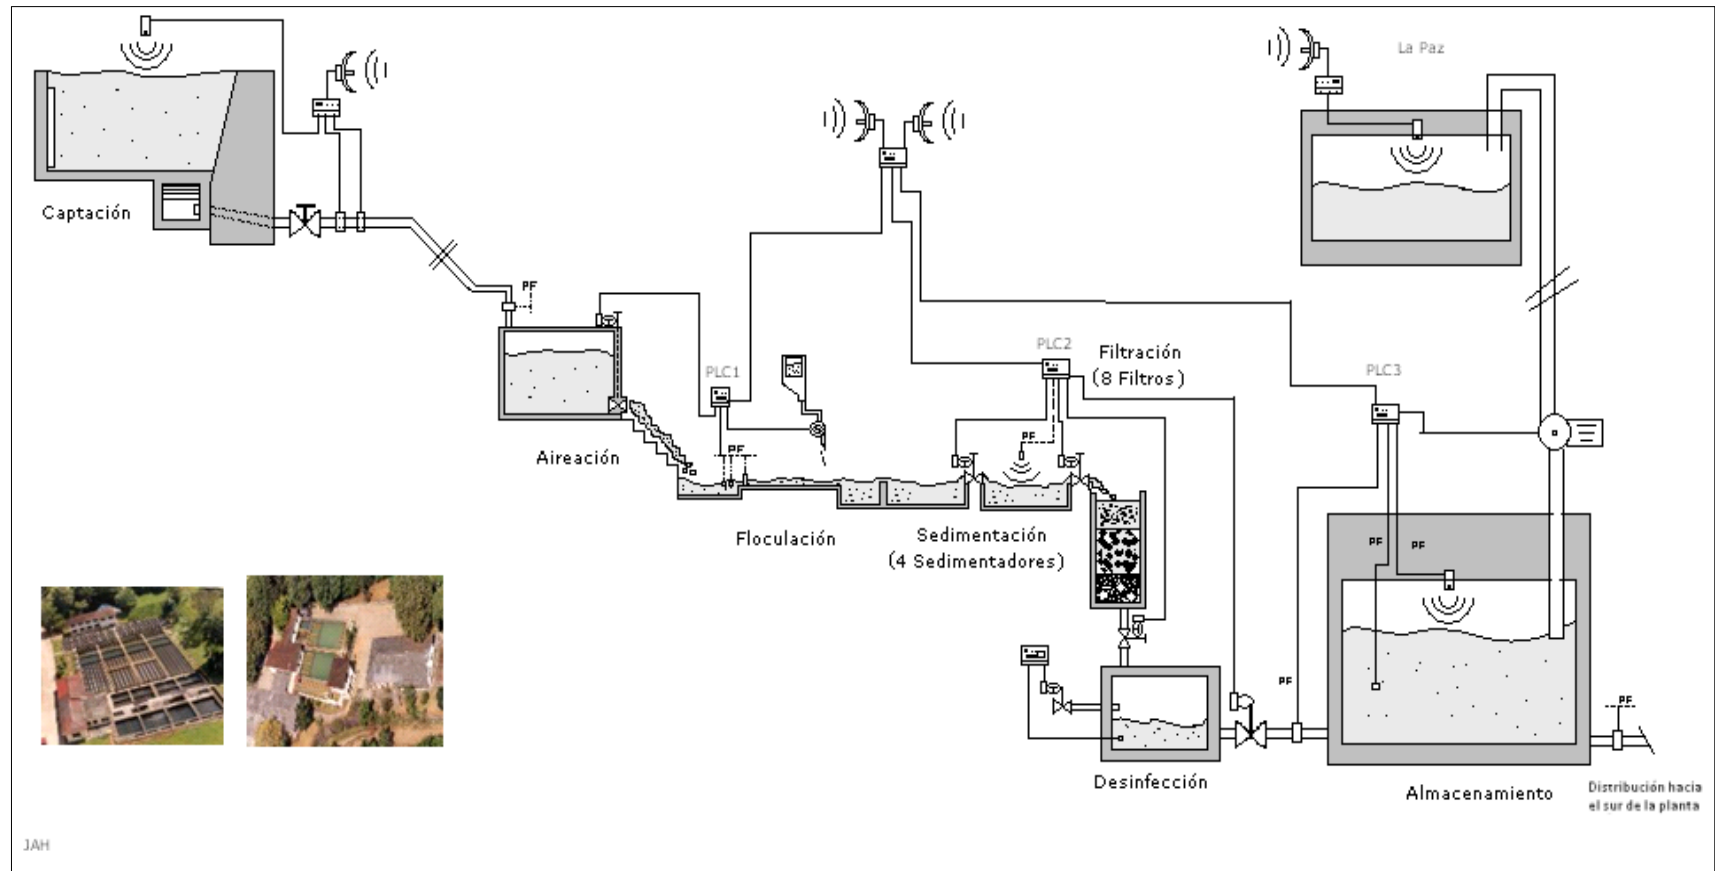 La Paz
Captación
PF
Aireación
PLC1
PF
Floculación
PLC2
Filtración
(8 Filtros)
PF
Sedimentación
(4 Sedimentadores)
PLC3
PF
PF
PF
PF
Desinfección
Almacenamiento
Distribución hacia
el sur de la planta
JAH